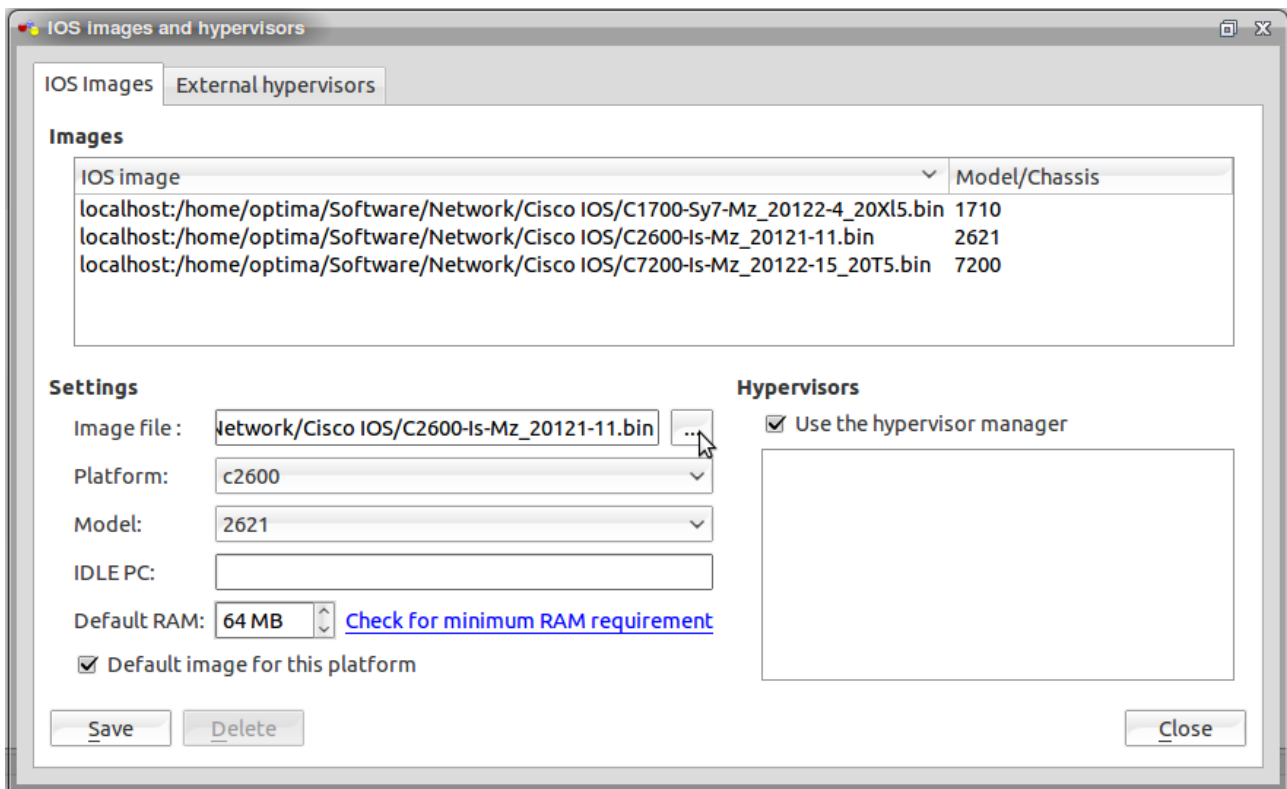 IOS images and hypervisors
IOS Images External hypervisors
Images
IOS image Model/Chassis
localhost:/home/optima/Software/Network/Cisco IOS/C1700-Sy7-Mz_20122-4_20Xl5.bin 1710
localhost:/home/optima/Software/Network/Cisco IOS/C2600-Is-Mz_20121-11.bin 2621
localhost:/home/optima/Software/Network/Cisco IOS/C7200-Is-Mz_20122-15_20T5.bin 7200
Settings Hypervisors
Image file : Network/Cisco IOS/C2600-Is-Mz_20121-11.bin ... Use the hypervisor manager
Platform: c2600
Model: 2621
IDLE PC:
Default RAM: 64 MB Check for minimum RAM requirement
Default image for this platform
Save Delete Close